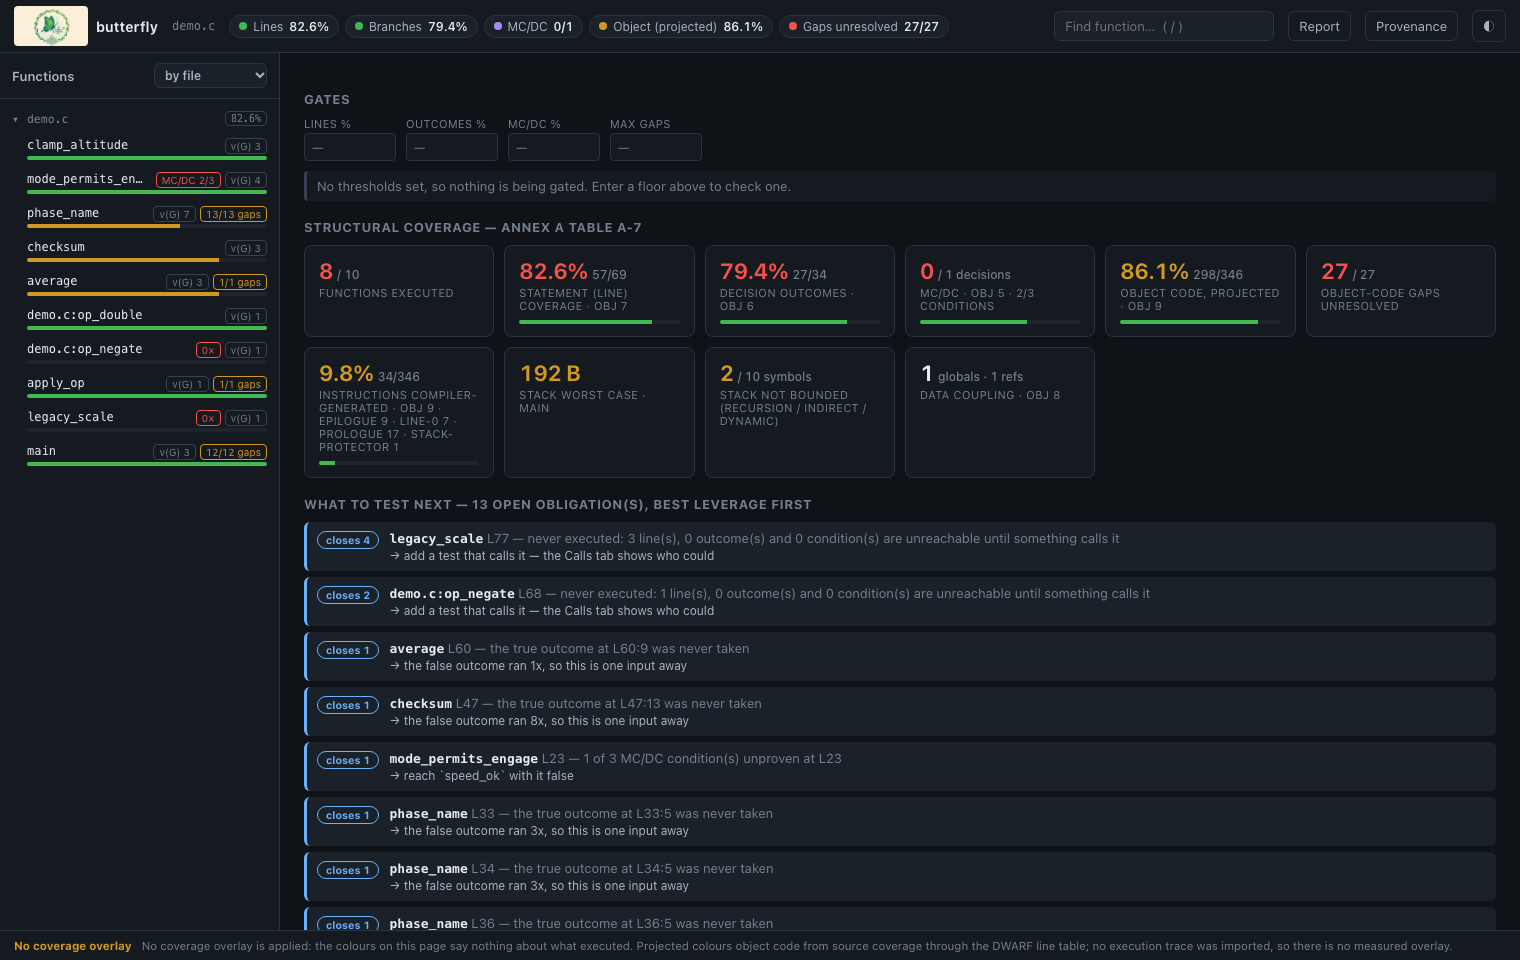 butterfly demo.c Lines 82.6% Branches 79.4% MC/DC 0/1 Object (projected) 86.1% Gaps unresolved 27/27 Find function... ( / ) Report Provenance
Functions by file
demo.c 82.6%
clamp_altitude v(G) 3
mode_permits_en… MC/DC 2/3 v(G) 4
phase_name v(G) 7 13/13 gaps
checksum v(G) 3
average v(G) 3 1/1 gaps
demo.c:op_double v(G) 1
demo.c:op_negate 0× v(G) 1
apply_op v(G) 1 1/1 gaps
legacy_scale 0× v(G) 1
main v(G) 3 12/12 gaps
GATES
LINES % OUTCOMES % MC/DC % MAX GAPS
— — — —
No thresholds set, so nothing is being gated. Enter a floor above to check one.
STRUCTURAL COVERAGE — ANNEX A TABLE A-7
8 / 10
FUNCTIONS EXECUTED
82.6% 57/69
STATEMENT (LINE)
COVERAGE · OBJ 7
79.4% 27/34
DECISION OUTCOMES ·
OBJ 6
0 / 1 decisions
MC/DC · OBJ 5 · 2/3
CONDITIONS
86.1% 298/346
OBJECT CODE, PROJECTED
· OBJ 9
27 / 27
OBJECT-CODE GAPS
UNRESOLVED
9.8% 34/346
INSTRUCTIONS COMPILER-
GENERATED · OBJ 9 ·
EPILOGUE 9 · LINE-0 7 ·
PROLOGUE 17 · STACK-
PROTECTOR 1
192 B
STACK WORST CASE ·
MAIN
2 / 10 symbols
STACK NOT BOUNDED
(RECURSION / INDIRECT /
DYNAMIC)
1 globals · 1 refs
DATA COUPLING · OBJ 8
WHAT TO TEST NEXT — 13 OPEN OBLIGATION(S), BEST LEVERAGE FIRST
closes 4 legacy_scale L77 — never executed: 3 line(s), 0 outcome(s) and 0 condition(s) are unreachable until something calls it
→ add a test that calls it — the Calls tab shows who could
closes 2 demo.c:op_negate L68 — never executed: 1 line(s), 0 outcome(s) and 0 condition(s) are unreachable until something calls it
→ add a test that calls it — the Calls tab shows who could
closes 1 average L60 — the true outcome at L60:9 was never taken
→ the false outcome ran 1x, so this is one input away
closes 1 checksum L47 — the true outcome at L47:13 was never taken
→ the false outcome ran 8x, so this is one input away
closes 1 mode_permits_engage L23 — 1 of 3 MC/DC condition(s) unproven at L23
→ reach `speed_ok` with it false
closes 1 phase_name L33 — the true outcome at L33:5 was never taken
→ the false outcome ran 3x, so this is one input away
closes 1 phase_name L34 — the true outcome at L34:5 was never taken
→ the false outcome ran 3x, so this is one input away
closes 1 phase_name L36 — the true outcome at L36:5 was never taken
No coverage overlay No coverage overlay is applied: the colours on this page say nothing about what executed. Projected colours object code from source coverage through the DWARF line table; no execution trace was imported, so there is no measured overlay.